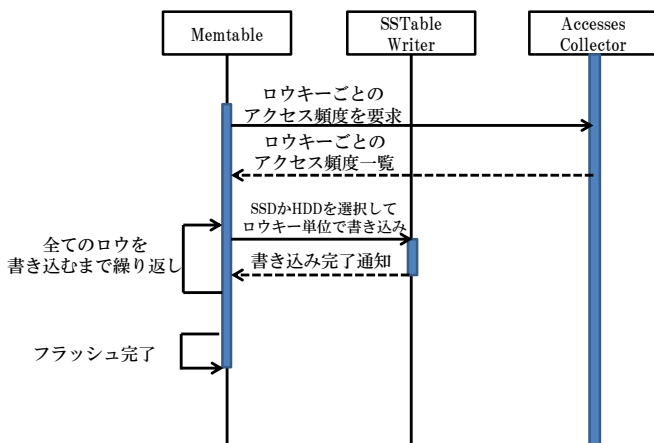 Memtable
SSTable
Writer
Accesses
Collector
ロウキーごとの
アクセス頻度を要求
ロウキーごとの
アクセス頻度一覧
SSDかHDDを選択して
ロウキー単位で書き込み
全てのロウを
書き込むまで繰り返し
書き込み完了通知
フラッシュ完了